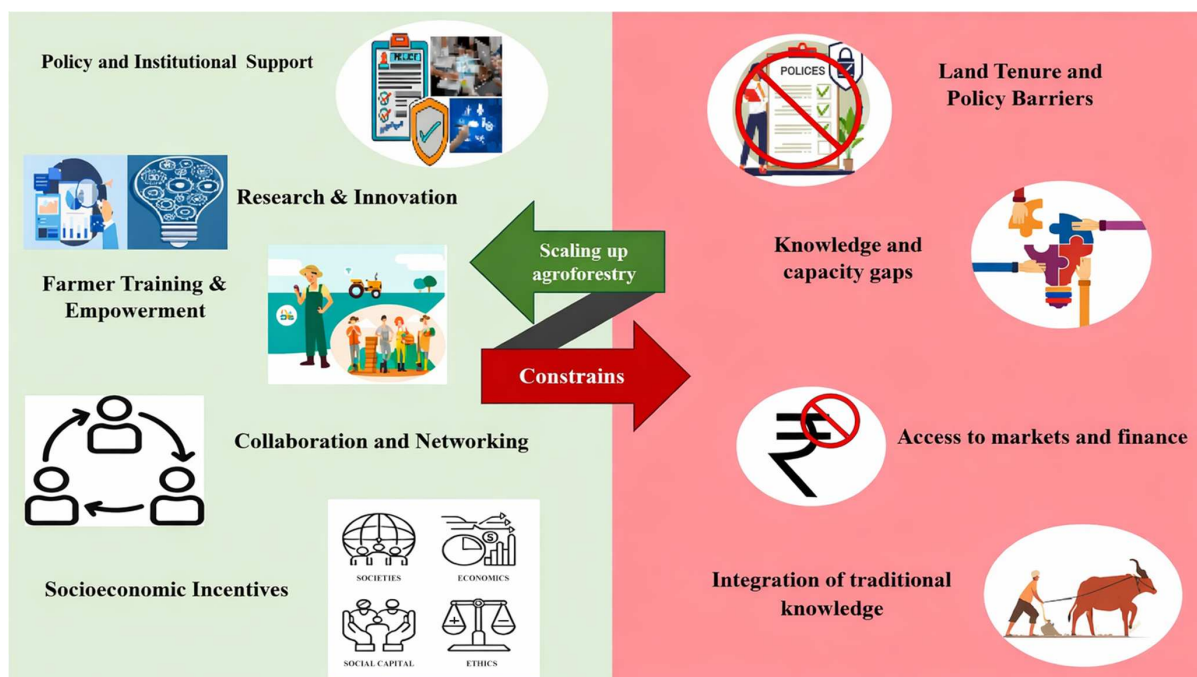 Policy and Institutional Support
Research & Innovation
Farmer Training &
Empowerment
Collaboration and Networking
Socioeconomic Incentives
SOCIETIES
ECONOMICS
SOCIAL CAPITAL
ETHICS
Scaling up
agroforestry
Constrains
POLICES
Land Tenure and
Policy Barriers
Knowledge and
capacity gaps
Access to markets and finance
Integration of traditional
knowledge